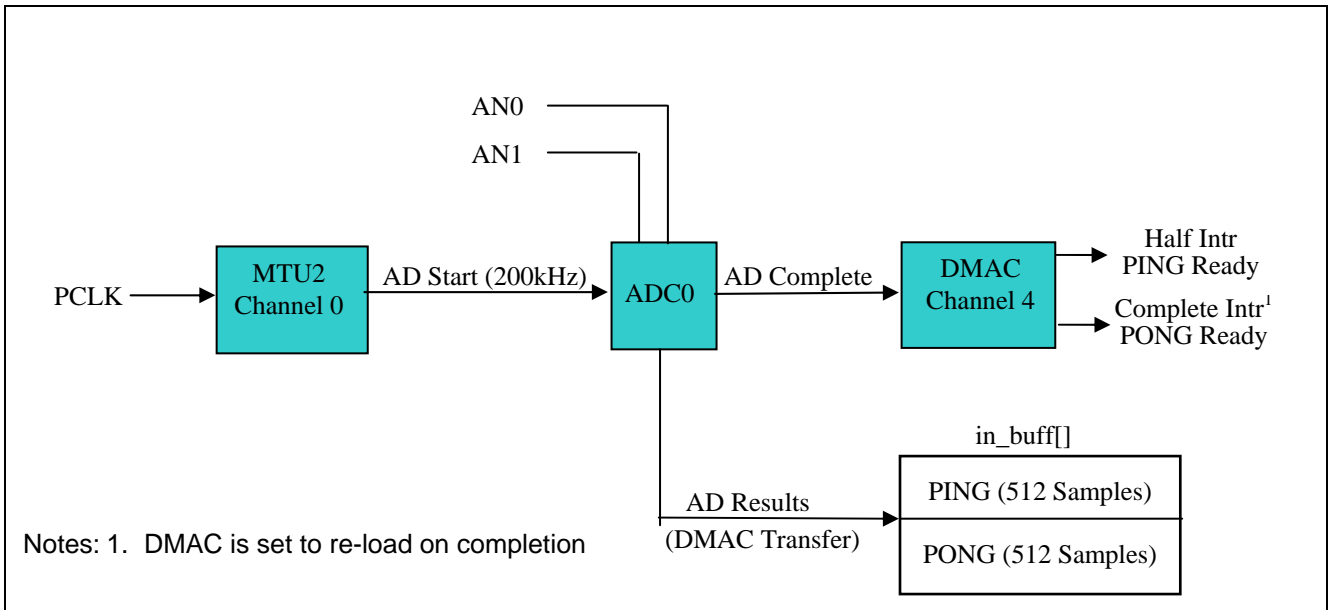 AN0
AN1
PCLK
MTU2
Channel 0
AD Start (200kHz)
ADC0
AD Complete
DMAC
Channel 4
Half Intr
PING Ready
Complete Intr¹
PONG Ready
in_buff[]
PING (512 Samples)
PONG (512 Samples)
AD Results
(DMAC Transfer)
Notes: 1. DMAC is set to re-load on completion